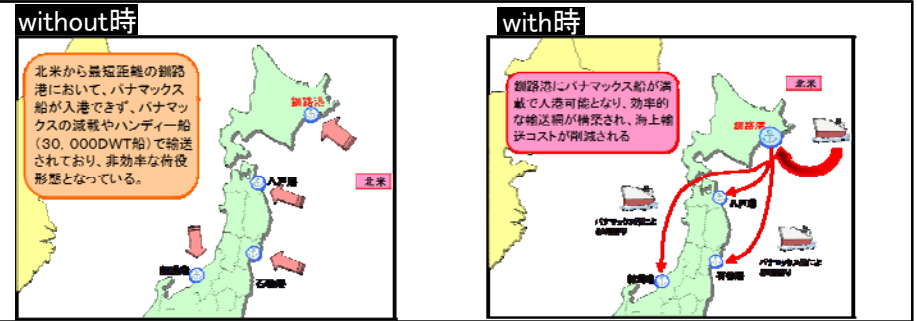 without時
北米から最短距離の釧路
港において、パナマックス
船が入港できず、パナマッ
クスの減載やハンディー船
（30，000DWT船）で輸送
されており、非効率な荷役
形態となっている。
釧路港
北米
八戸港
石巻港
with時
釧路港にパナマックス船が満
載で入港可能となり、効率的
な輸送網が構築され、海上輸
送コストが削減される
北米
釧路港
八戸港
石巻港